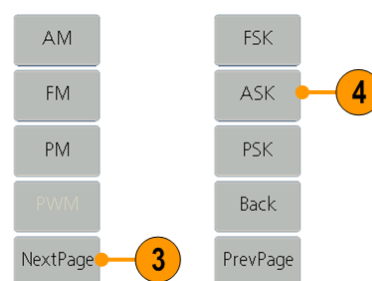 AM
FM
PM
PWM
NextPage
3
FSK
ASK
4
PSK
Back
PrevPage